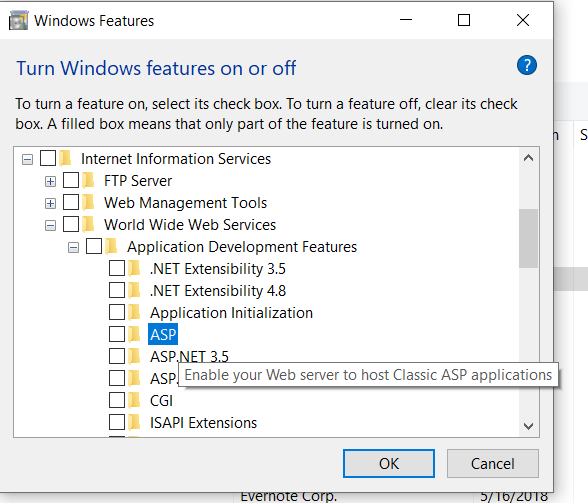 Windows Features
Turn Windows features on or off
?
To turn a feature on, select its check box. To turn a feature off, clear its check
box. A filled box means that only part of the feature is turned on.
Internet Information Services
FTP Server
Web Management Tools
World Wide Web Services
Application Development Features
.NET Extensibility 3.5
.NET Extensibility 4.8
Application Initialization
ASP
ASP.NET 3.5
ASP.
Enable your Web server to host Classic ASP applications
CGI
ISAPI Extensions
OK
Cancel
Evernote Corp.
5/16/2018